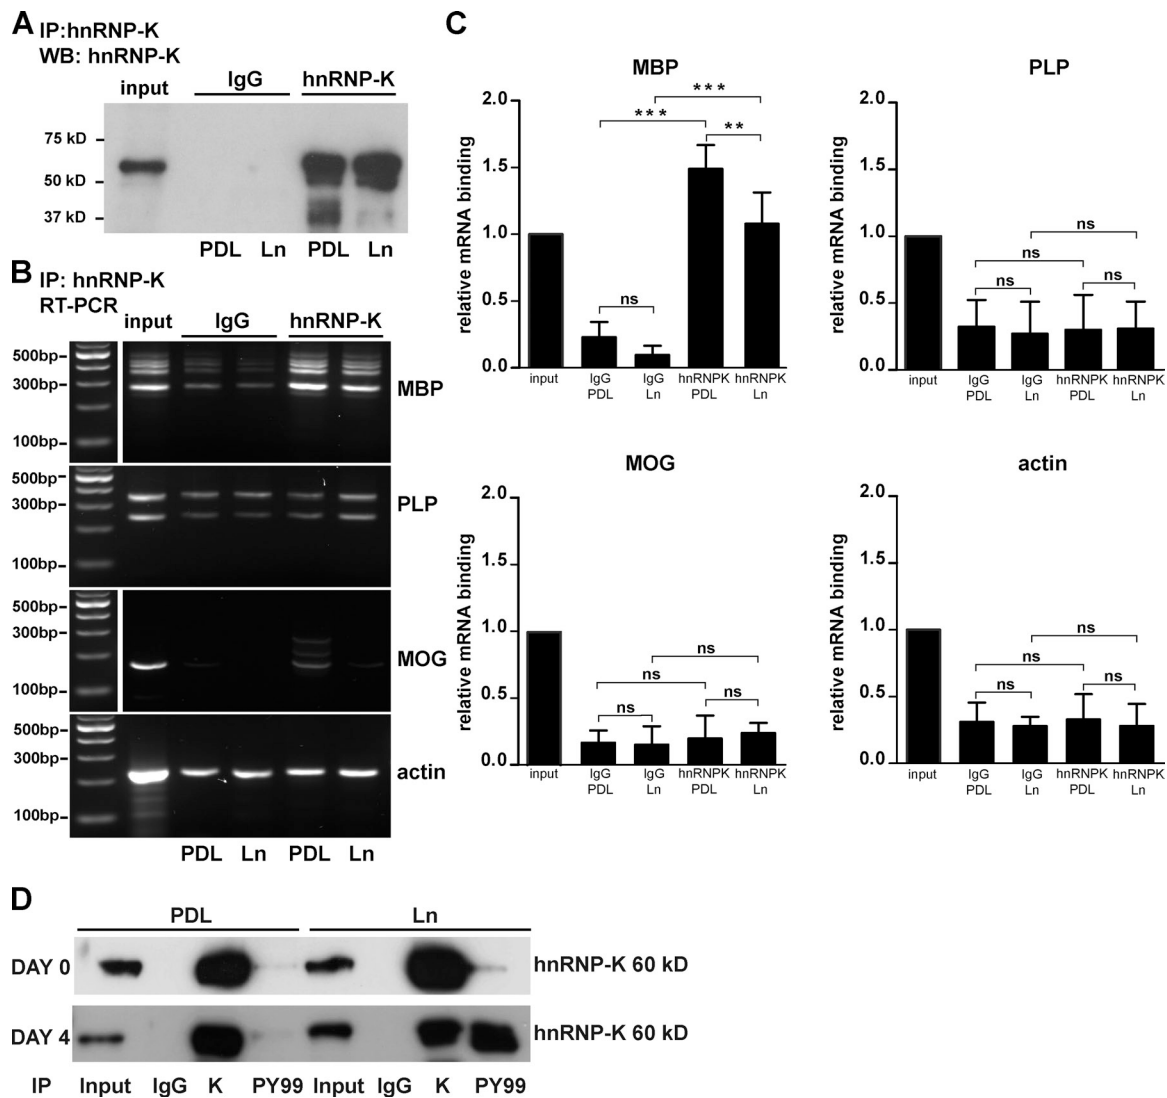 A
IP:hnRNP-K
WB: hnRNP-K
input IgG hnRNP-K
75 kD
50 kD
37 kD
PDL Ln PDL Ln
B
IP: hnRNP-K
RT-PCR
input IgG hnRNP-K
500bp
300bp
100bp
MBP
500bp
300bp
100bp
PLP
500bp
300bp
100bp
MOG
500bp
300bp
100bp
actin
PDL Ln PDL Ln
C
MBP
relative mRNA binding
2.0
1.5
1.0
0.5
0.0
***
***
**
ns
input IgG PDL IgG Ln hnRNPK PDL hnRNPK Ln
PLP
relative mRNA binding
2.0
1.5
1.0
0.5
0.0
ns
ns
ns ns
input IgG PDL IgG Ln hnRNPK PDL hnRNPK Ln
MOG
relative mRNA binding
2.0
1.5
1.0
0.5
0.0
ns
ns
ns ns
input IgG PDL IgG Ln hnRNPK PDL hnRNPK Ln
actin
relative mRNA binding
2.0
1.5
1.0
0.5
0.0
ns
ns
ns ns
input IgG PDL IgG Ln hnRNPK PDL hnRNPK Ln
D
PDL Ln
DAY 0 hnRNP-K 60 kD
DAY 4 hnRNP-K 60 kD
IP Input IgG K PY99 Input IgG K PY99